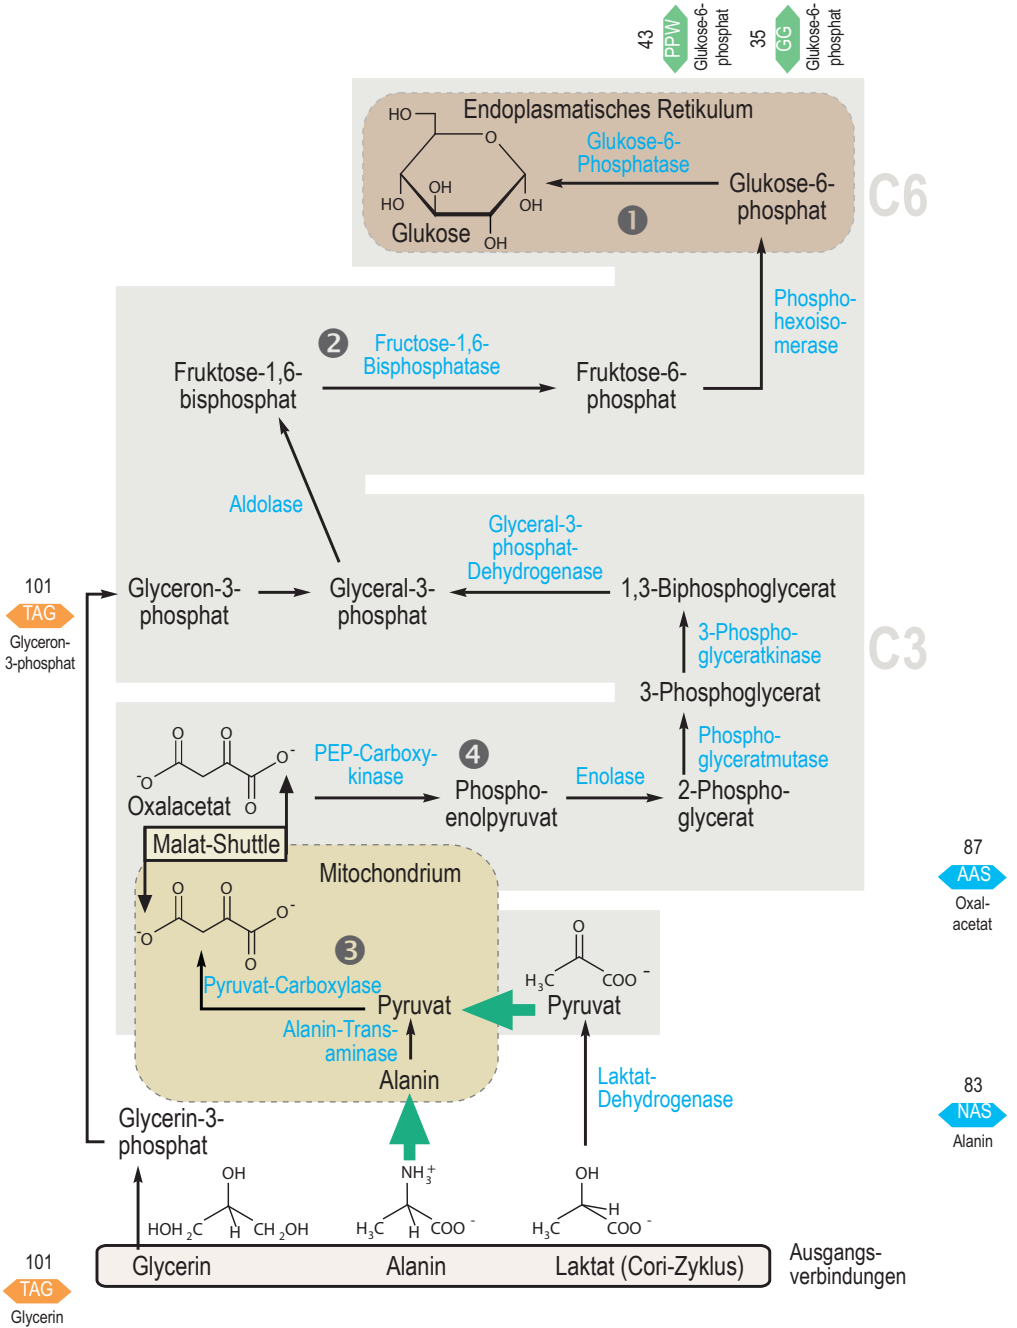 43
PPW
Glukose-6-
phosphat
35
GG
Glukose-6-
phosphat
Endoplasmatisches Retikulum
HO
O
OH
HO
OH
OH
Glukose
Glukose-6-
Phosphatase
1
Glukose-6-
phosphat
C6
Phospho-
hexoiso-
merase
2
Fructose-1,6-
Bisphosphatase
Fruktose-1,6-
bisphosphat
Fruktose-6-
phosphat
Aldolase
Glyceral-3-
phosphat-
Dehydrogenase
101
TAG
Glyceron-
3-phosphat
Glyceron-3-
phosphat
Glyceral-3-
phosphat
1,3-Biphosphoglycerat
3-Phospho-
glyceratkinase
C3
3-Phosphoglycerat
Phospho-
glyceratmutase
O O
O-
-O
O
Oxalacetat
PEP-Carboxy-
kinase
4
Phospho-
enolpyruvat
Enolase
2-Phospho-
glycerat
Malat-Shuttle
Mitochondrium
87
AAS
Oxal-
acetat
O O
O-
-O
O
3
Pyruvat-Carboxylase
Pyruvat
O
H3C COO-
Pyruvat
Alanin-Trans-
aminase
Alanin
Laktat-
Dehydrogenase
83
NAS
Alanin
Glycerin-3-
phosphat
OH
HOH2C H CH2OH
NH3+
H3C H COO-
OH
H
H3C COO-
Glycerin
Alanin
Laktat (Cori-Zyklus)
Ausgangs-
verbindungen
101
TAG
Glycerin